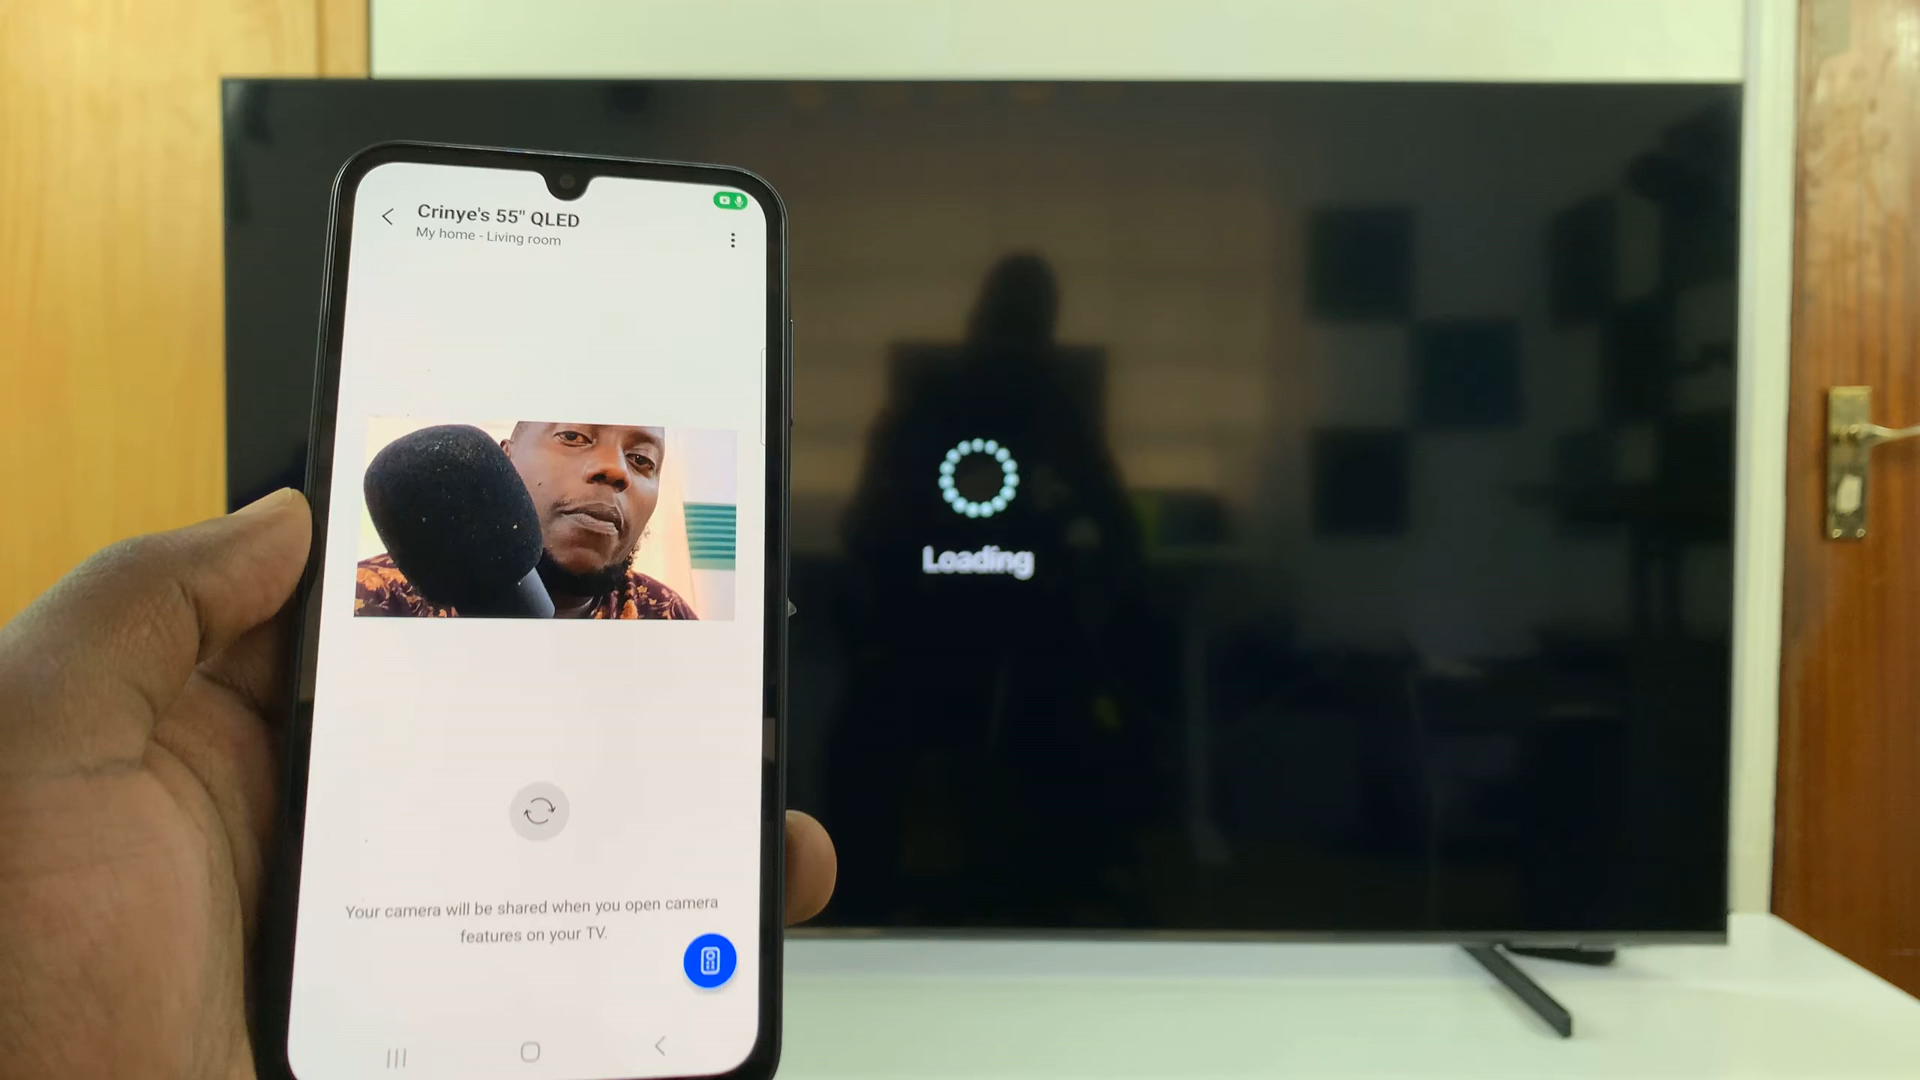 Crinye's 55" QLED
My home - Living room
Your camera will be shared when you open camera
features on your TV.
Loading